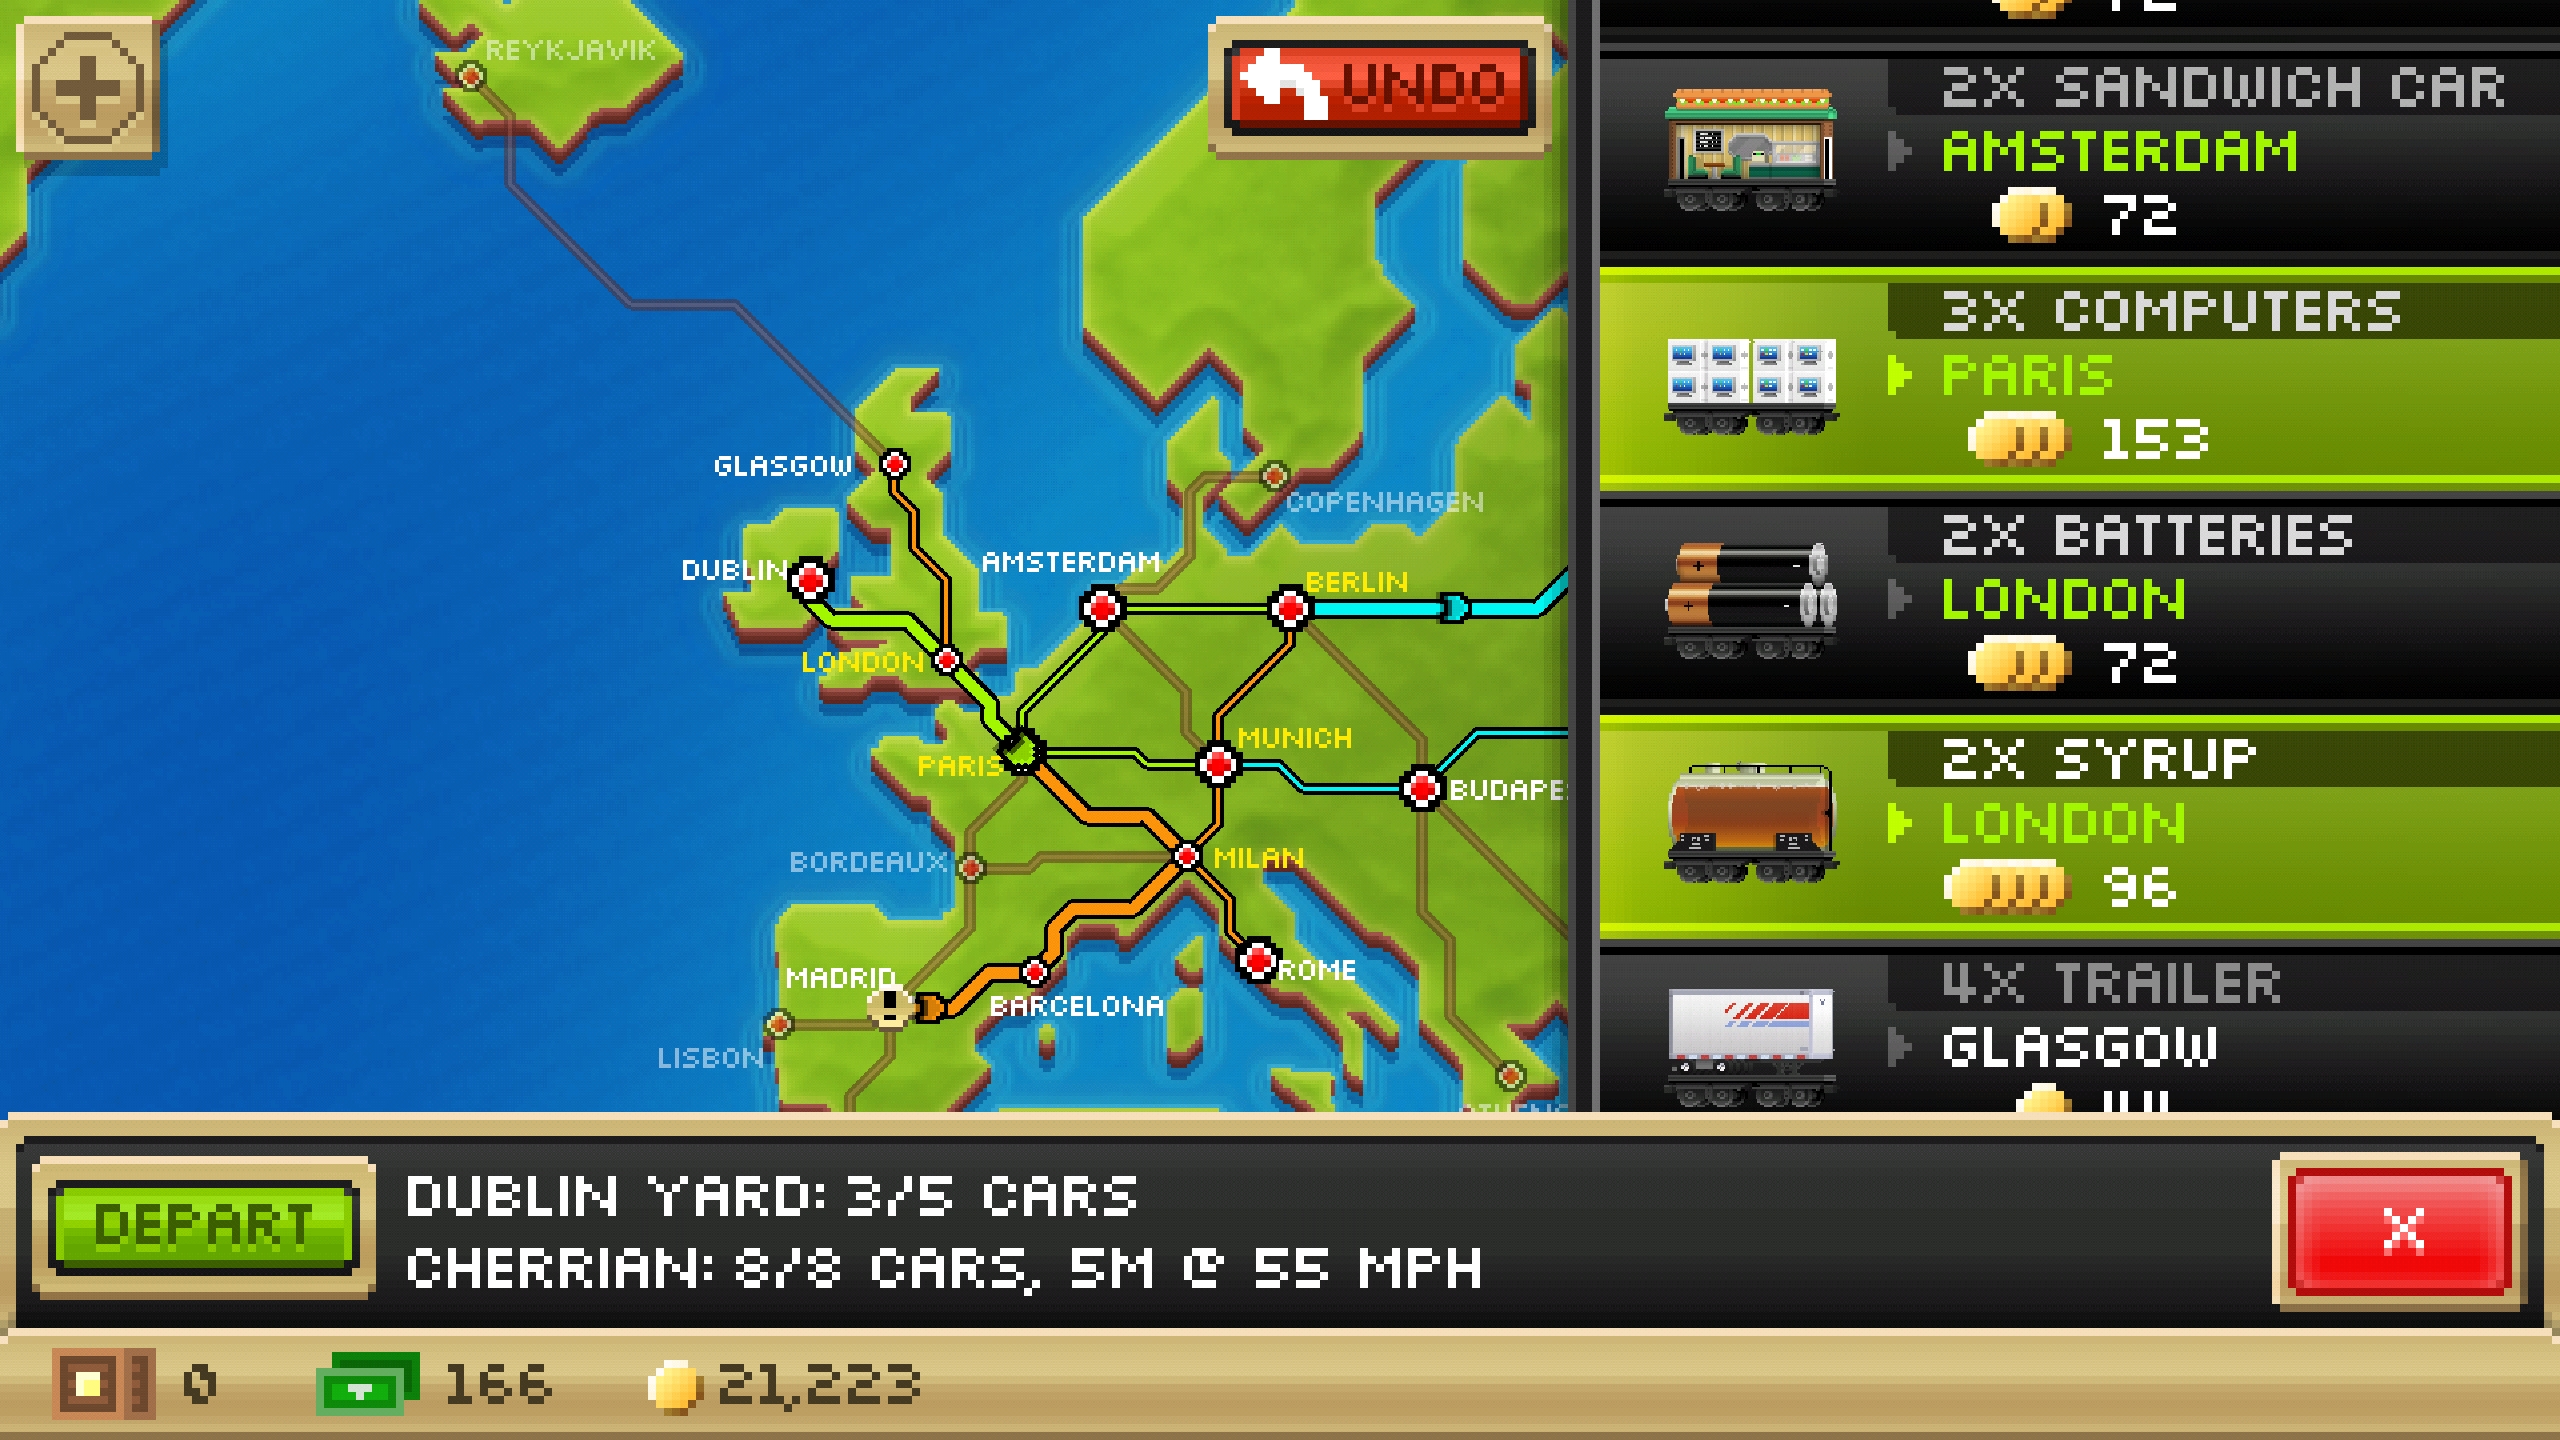 REYKJAVIK
UNDO
GLASGOW
COPENHAGEN
DUBLIN
AMSTERDAM
BERLIN
LONDON
PARIS
MUNICH
BUDAPE
BORDEAUX
MILAN
MADRID
ROME
BARCELONA
LISBON
72
2X SANDWICH CAR
AMSTERDAM
72
3X COMPUTERS
PARIS
153
2X BATTERIES
LONDON
72
2X SYRUP
LONDON
96
4X TRAILER
GLASGOW
DEPART
DUBLIN YARD: 3/5 CARS
CHERRIAN: 8/8 CARS, 5M @ 55 MPH
X
0
166
21,223